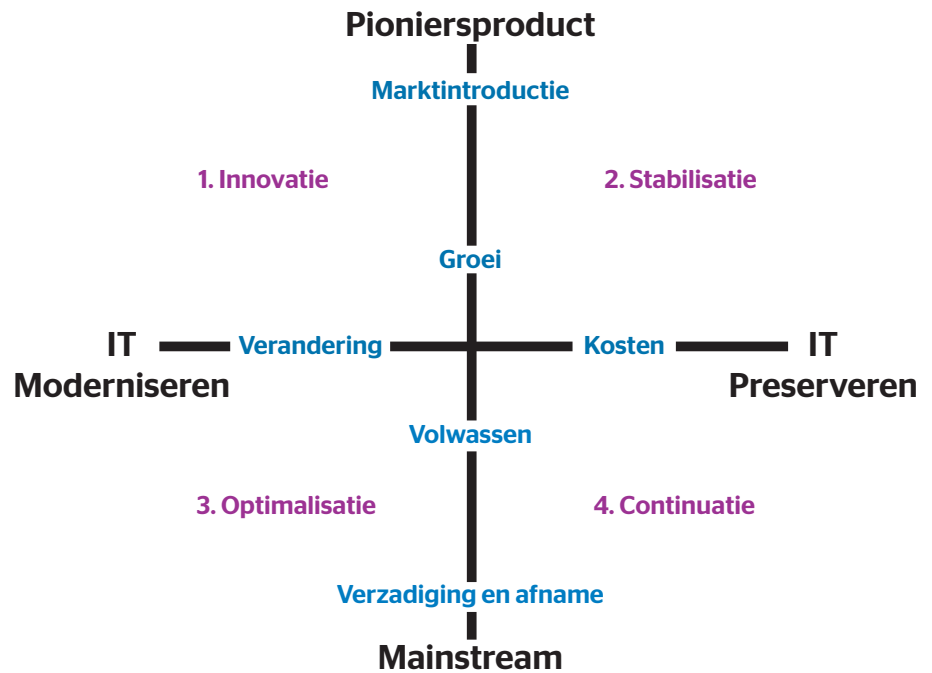 Pioniersproduct
Marktintroductie
1. Innovatie
2. Stabilisatie
Groei
IT
Moderniseren
Verandering
Kosten
IT
Preserveren
Volwassen
3. Optimalisatie
4. Continuatie
Verzadiging en afname
Mainstream